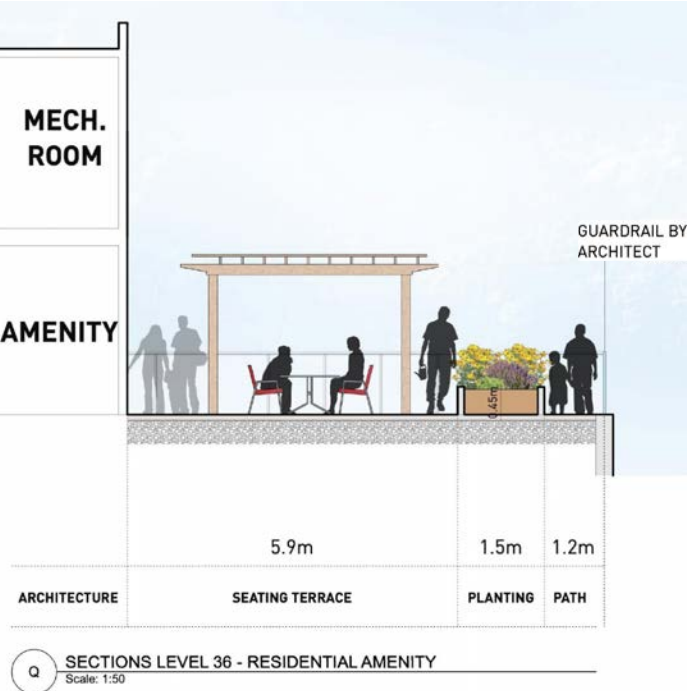 MECH.
ROOM
GUARDRAIL BY
ARCHITECT
AMENITY
0.45m
5.9m
1.5m
1.2m
ARCHITECTURE
SEATING TERRACE
PLANTING
PATH
Q
SECTIONS LEVEL 36 - RESIDENTIAL AMENITY
Scale: 1:50